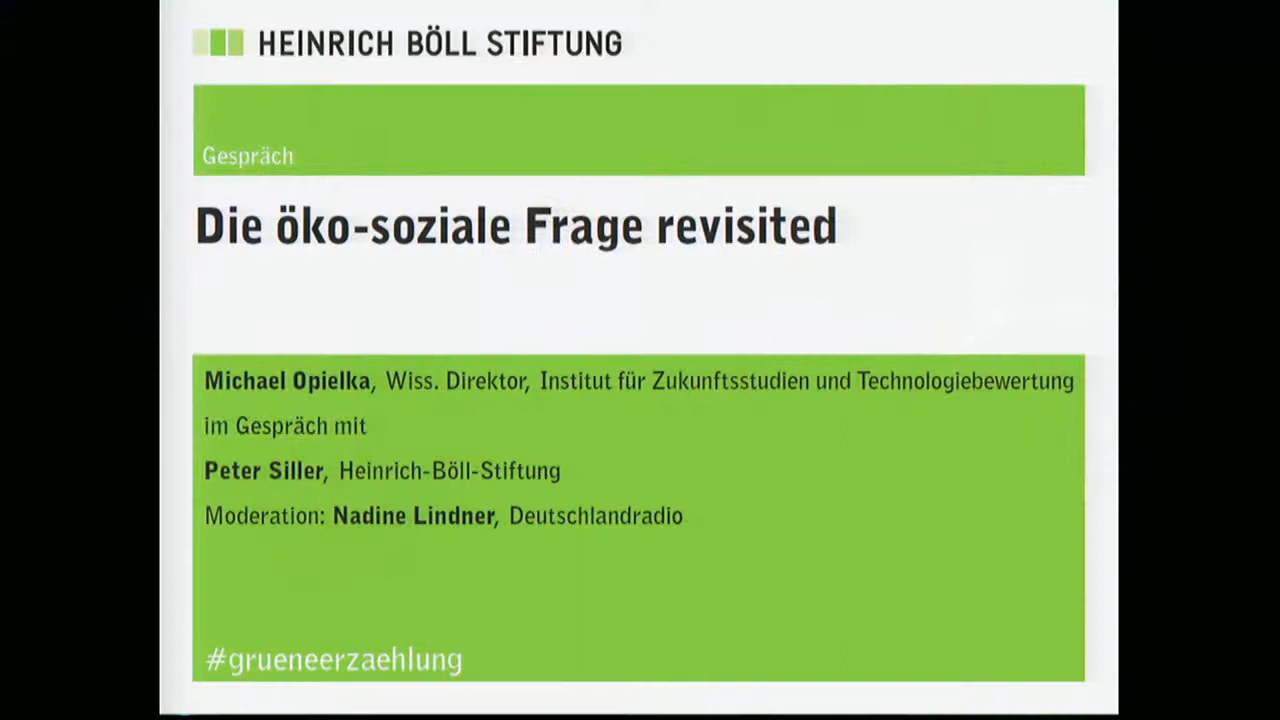 HEINRICH BÖLL STIFTUNG
Gespräch
Die öko-soziale Frage revisited
Michael Opielka, Wiss. Direktor, Institut für Zukunftsstudien und Technologiebewertung
im Gespräch mit
Peter Siller, Heinrich-Böll-Stiftung
Moderation: Nadine Lindner, Deutschlandradio
#grueneerzaehlung